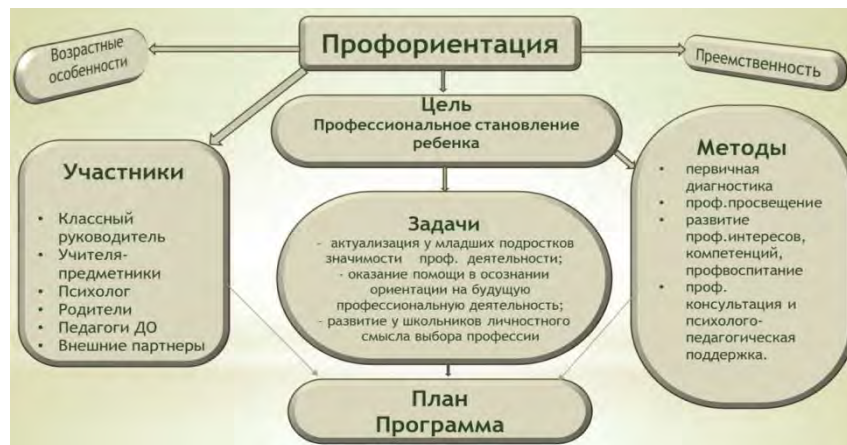 Профориентация
Возрастные
особенности
Преемственность
Цель
Профессиональное становление
ребенка
Участники
• Классный
руководитель
• Учителя-
предметники
• Психолог
• Родители
• Педагоги ДО
• Внешние партнеры
Задачи
- актуализация у младших подростков
значимости проф. деятельности;
- оказание помощи в осознании
ориентации на будущую
профессиональную деятельность;
- развитие у школьников личностного
смысла выбора профессии
Методы
• первичная
диагностика
• проф.просвещение
• развитие
проф.интересов,
компетенций,
профвоспитание
• проф.
консультация и
психолого-
педагогическая
поддержка.
План
Программа